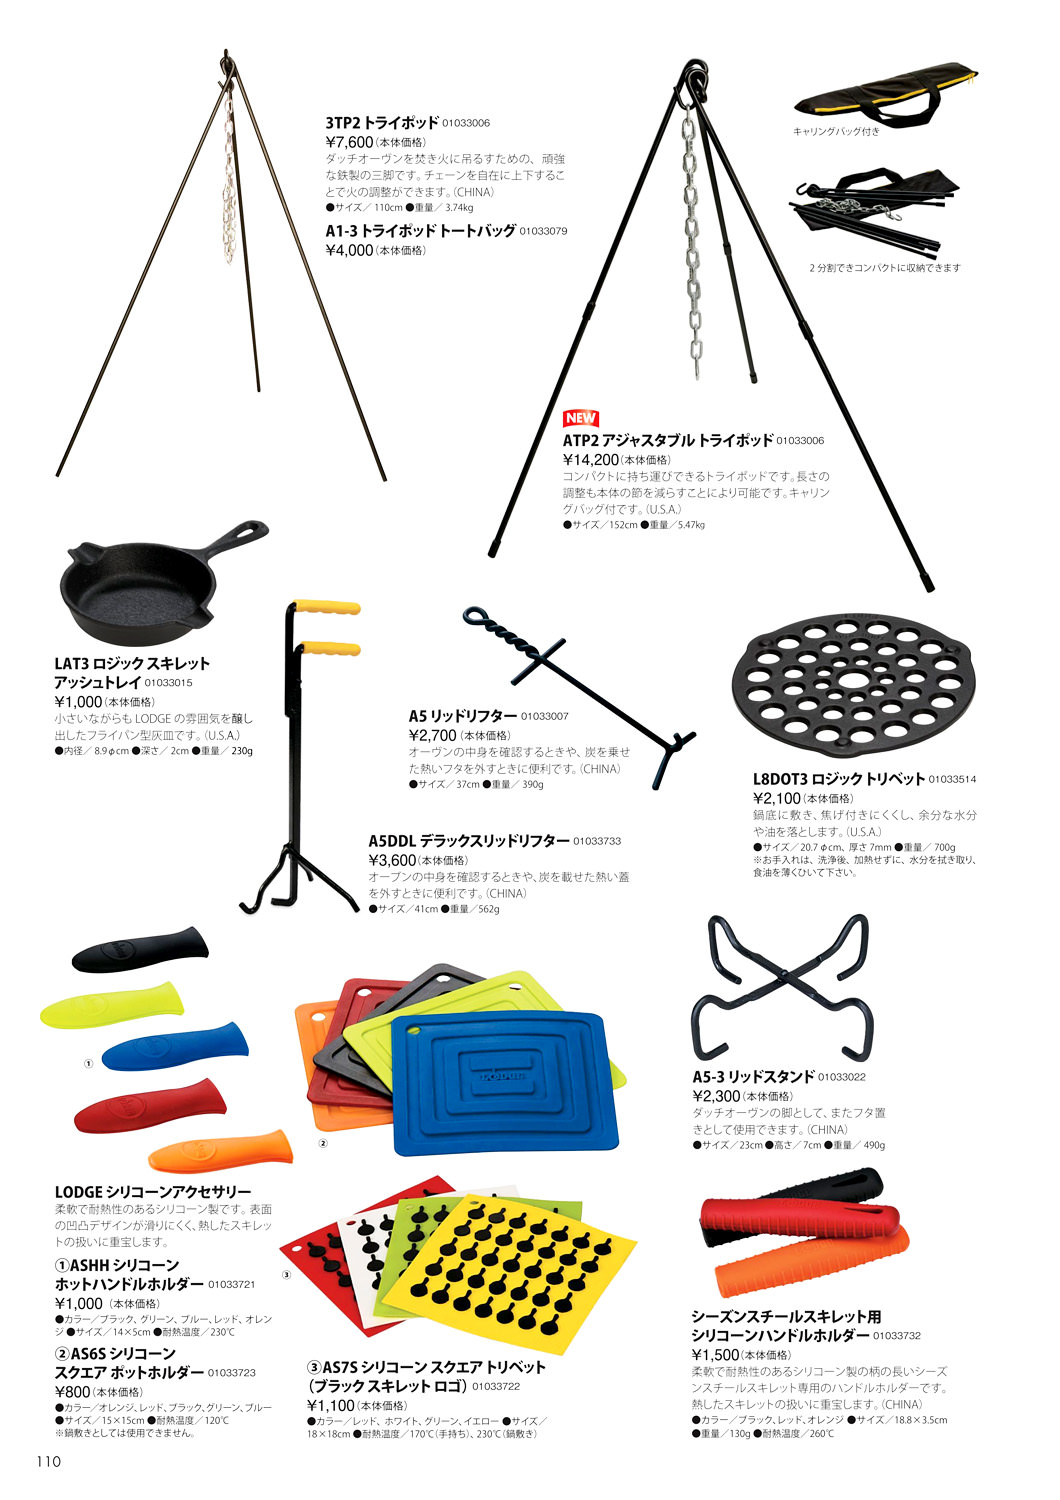 3TP2 トライポッド 01033006
¥7,600(本体価格)
ダッチオーヴンを焚き火に吊るすための、頑強
な鉄製の三脚です。チェーンを自在に上下するこ
とで火の調整ができます。(CHINA)
●サイズ／110cm ●重量／3.74kg
A1-3 トライポッド トートバッグ 01033079
¥4,000(本体価格)
キャリングバッグ付き
2 分割できコンパクトに収納できます
NEW
ATP2 アジャスタブル トライポッド 01033006
¥14,200(本体価格)
コンパクトに持ち運びできるトライポッドです。長さの
調整も本体の節を減らすことにより可能です。キャリン
グバッグ付です。(U.S.A.)
●サイズ／152cm ●重量／5.47kg
LAT3 ロジック スキレット
アッシュトレイ 01033015
¥1,000(本体価格)
小さいながらも LODGE の雰囲気を醸し
出したフライパン型灰皿です。(U.S.A.)
●内径／8.9φcm ●深さ／2cm ●重量／230g
A5 リッドリフター 01033007
¥2,700(本体価格)
オーヴンの中身を確認するときや、炭を乗せ
た熱いフタを外すときに便利です。(CHINA)
●サイズ／37cm ●重量／390g
L8DOT3 ロジック トリベット 01033514
¥2,100(本体価格)
鍋底に敷き、焦げ付きにくくし、余分な水分
や油を落とします。(U.S.A.)
●サイズ／20.7φcm、厚さ7mm ●重量／700g
※お手入れは、洗浄後、加熱せずに、水分を拭き取り、
食油を薄くひいて下さい。
A5DDL デラックスリッドリフター 01033733
¥3,600(本体価格)
オーブンの中身を確認するときや、炭を載せた熱い蓋
を外すときに便利です。(CHINA)
●サイズ／41cm ●重量／562g
①
②
③
A5-3 リッドスタンド 01033022
¥2,300(本体価格)
ダッチオーヴンの脚として、またフタ置
きとして使用できます。(CHINA)
●サイズ／23cm ●高さ／7cm ●重量／490g
LODGE シリコーンアクセサリー
柔軟で耐熱性のあるシリコーン製です。表面
の凹凸デザインが滑りにくく、熱したスキレッ
トの扱いに重宝します。
①ASHH シリコーン
ホットハンドルホルダー 01033721
¥1,000 (本体価格)
●カラー／ブラック、グリーン、ブルー、レッド、オレン
ジ ●サイズ／14×5cm ●耐熱温度／230℃
②AS6S シリコーン
スクエア ポットホルダー 01033723
¥800(本体価格)
●カラー／オレンジ、レッド、ブラック、グリーン、ブルー
●サイズ／15×15cm ●耐熱温度／120℃
※鍋敷きとしては使用できません。
③AS7S シリコーン スクエア トリベット
(ブラック スキレット ロゴ) 01033722
¥1,100(本体価格)
●カラー／レッド、ホワイト、グリーン、イエロー ●サイズ／
18×18cm ●耐熱温度／170℃(手持ち)、230℃(鍋敷き)
シーズンスチールスキレット用
シリコーンハンドルホルダー 01033732
¥1,500(本体価格)
柔軟で耐熱性のあるシリコーン製の柄の長いシーズ
ンスチールスキレット専用のハンドルホルダーです。
熱したスキレットの扱いに重宝します。(CHINA)
●カラー／ブラック、レッド、オレンジ ●サイズ／18.8×3.5cm
●重量／130g ●耐熱温度／260℃
110